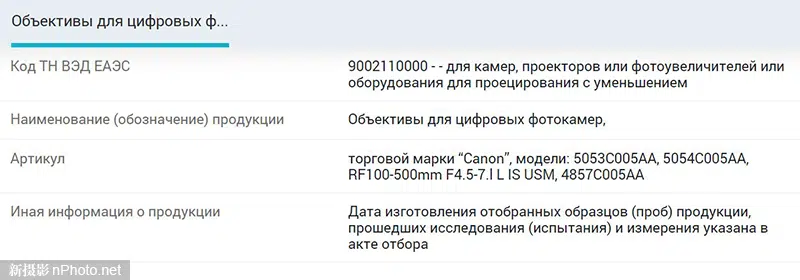 Объективы для цифровых ф...
Код ТН ВЭД ЕАЭС
9002110000 - - для камер, проекторов или фотоувеличителей или
оборудования для проецирования с уменьшением
Наименование (обозначение) продукции
Объективы для цифровых фотокамер,
Артикул
торговой марки “Canon”, модели: 5053C005AA, 5054C005AA,
RF100-500mm F4.5-7.l L IS USM, 4857C005AA
Иная информация о продукции
Дата изготовления отобранных образцов (проб) продукции,
прошедших исследования (испытания) и измерения указана в
акте отбора
新摄影 nPhoto.net